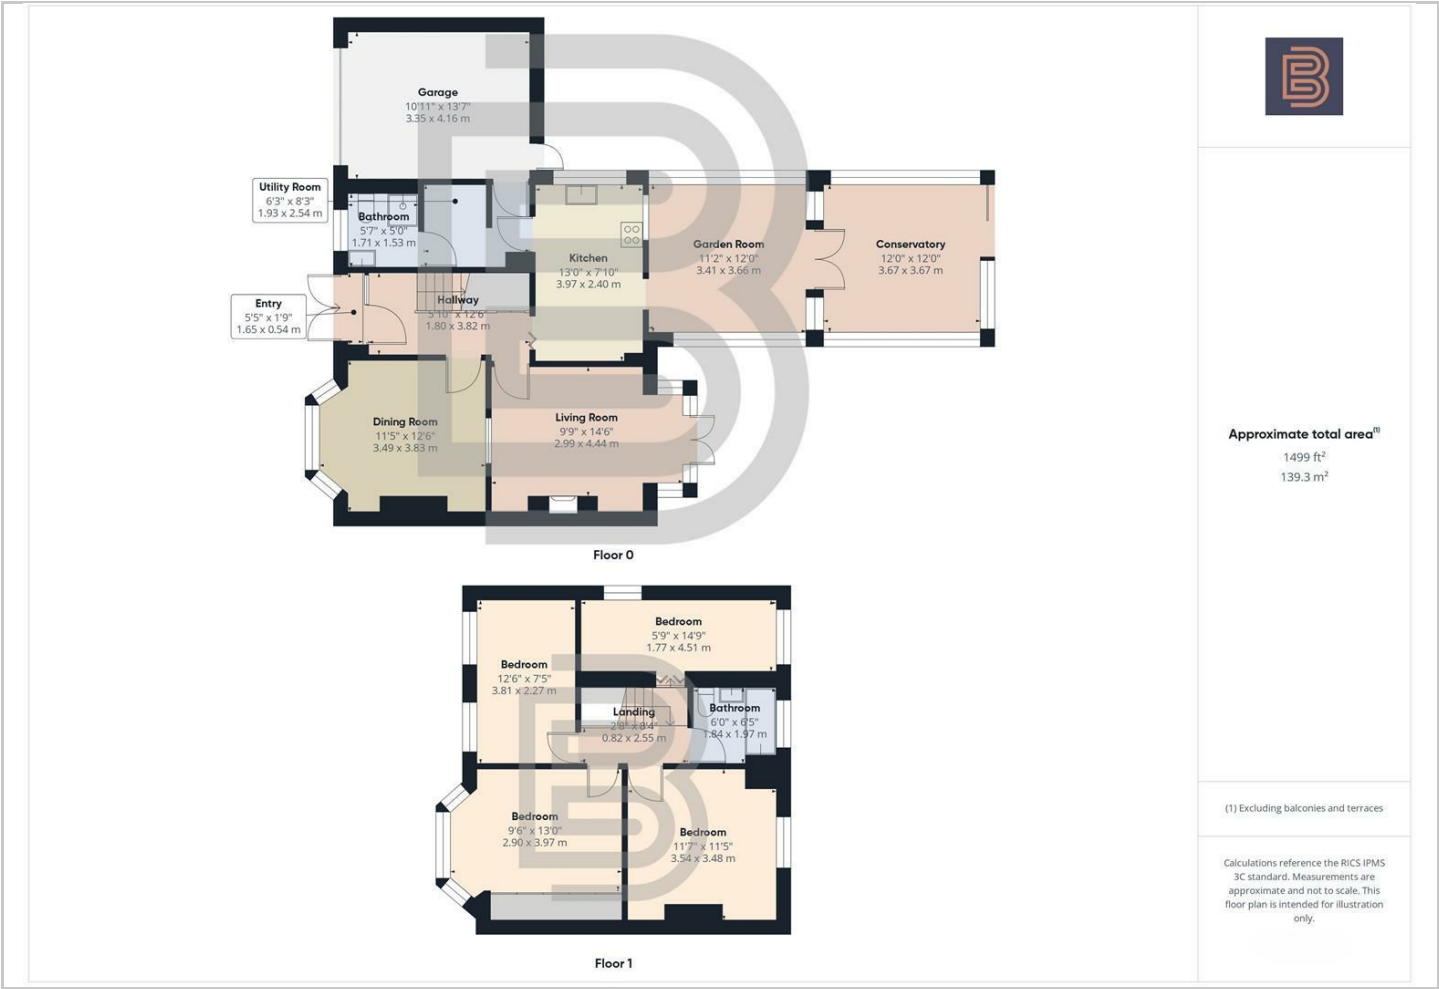 Garage
10'11" x 13'7"
3.35 x 4.16 m
Utility Room
6'3" x 8'3"
1.93 x 2.54 m
Bathroom
5'7" x 5'0"
1.71 x 1.53 m
Kitchen
13'0" x 7'10"
3.97 x 2.40 m
Garden Room
11'2" x 12'0"
3.41 x 3.66 m
Conservatory
12'0" x 12'0"
3.67 x 3.67 m
Entry
5'5" x 1'9"
1.65 x 0.54 m
Hallway
5'10" x 12'6"
1.80 x 3.82 m
Dining Room
11'5" x 12'6"
3.49 x 3.83 m
Living Room
9'9" x 14'6"
2.99 x 4.44 m
Floor 0
Bedroom
5'9" x 14'9"
1.77 x 4.51 m
Bedroom
12'6" x 7'5"
3.81 x 2.27 m
Landing
2'8" x 8'4"
0.82 x 2.55 m
Bathroom
6'0" x 6'5"
1.84 x 1.97 m
Bedroom
9'6" x 13'0"
2.90 x 3.97 m
Bedroom
11'7" x 11'5"
3.54 x 3.48 m
Floor 1
B
Approximate total area(1)
1499 ft²
139.3 m²
(1) Excluding balconies and terraces
Calculations reference the RICS IPMS
3C standard. Measurements are
approximate and not to scale. This
floor plan is intended for illustration
only.